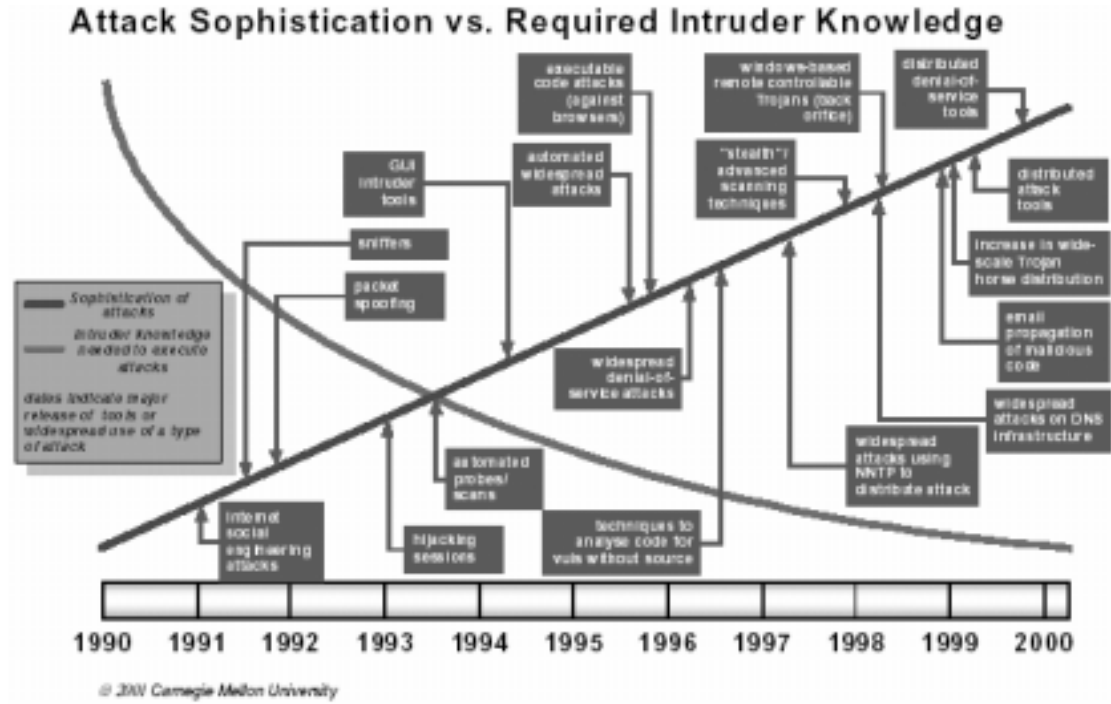 Attack Sophistication vs. Required Intruder Knowledge
executable
code attacks
(against
browsers)
windows-based
remote controllable
Trojans (back
orifice)
distributed
denial-of-
service
tools
GUI
intruder
tools
automated
widespread
attacks
"stealth"/
advanced
scanning
techniques
distributed
attack
tools
sniffers
packet
spoofing
increase in wide-
scale Trojan
horse distribution
Sophistication of
attacks
Intruder knowledge
needed to execute
attacks
dates indicate major
release of tools or
widespread use of a type
of attack
email
propagation
of malicious
code
widespread
denial-of-
service attacks
widespread
attacks on DNS
infrastructure
widespread
attacks using
NNTP to
distribute attack
automated
probes/
scans
internet
social
engineering
attacks
hijacking
sessions
techniques to
analyse code for
vuls without source
1990 1991 1992 1993 1994 1995 1996 1997 1998 1999 2000
© 2001 Carnegie Mellon University